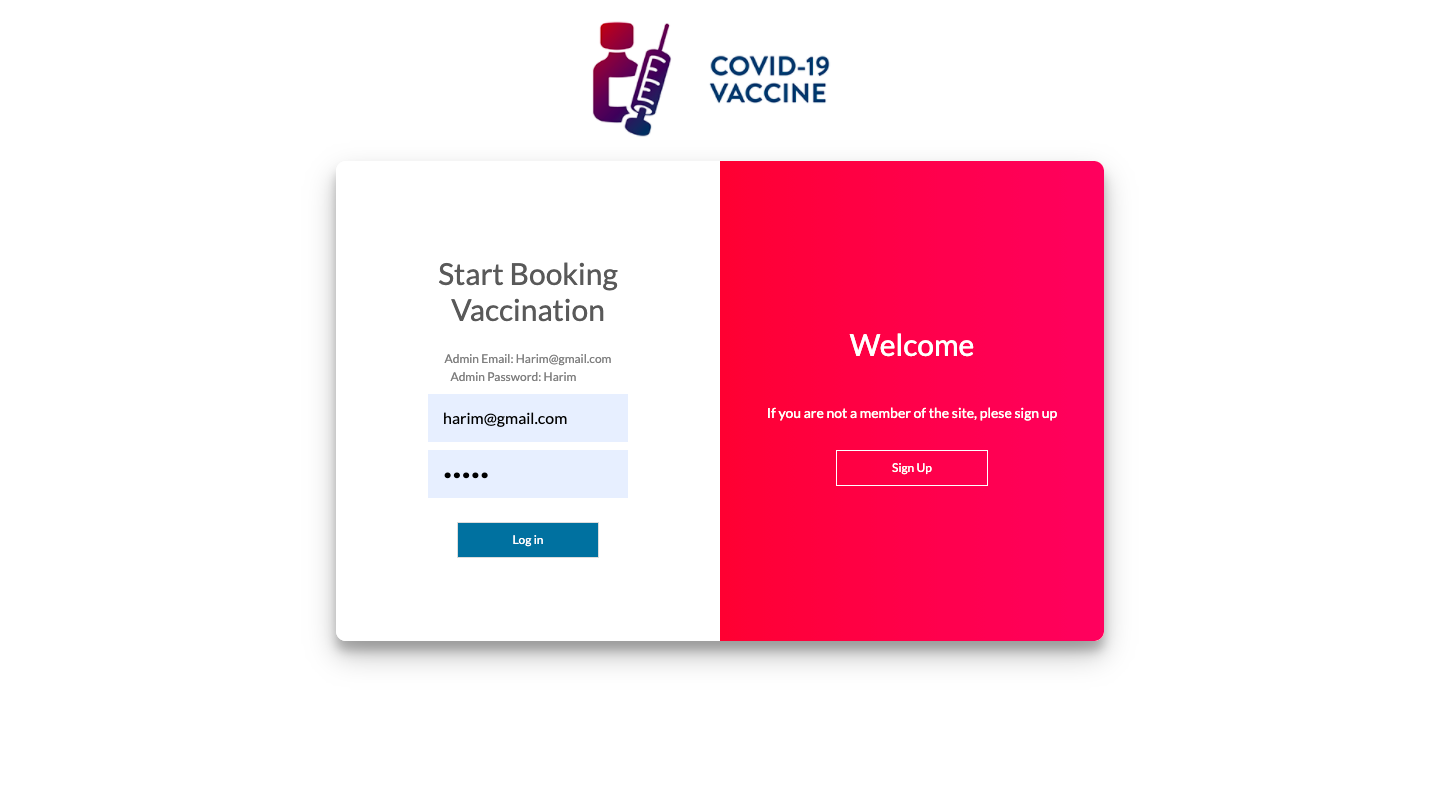 COVID-19
VACCINE
Start Booking
Vaccination
Admin Email: Harim@gmail.com
Admin Password: Harim
harim@gmail.com
•••••
Log in
Welcome
If you are not a member of the site, plese sign up
Sign Up